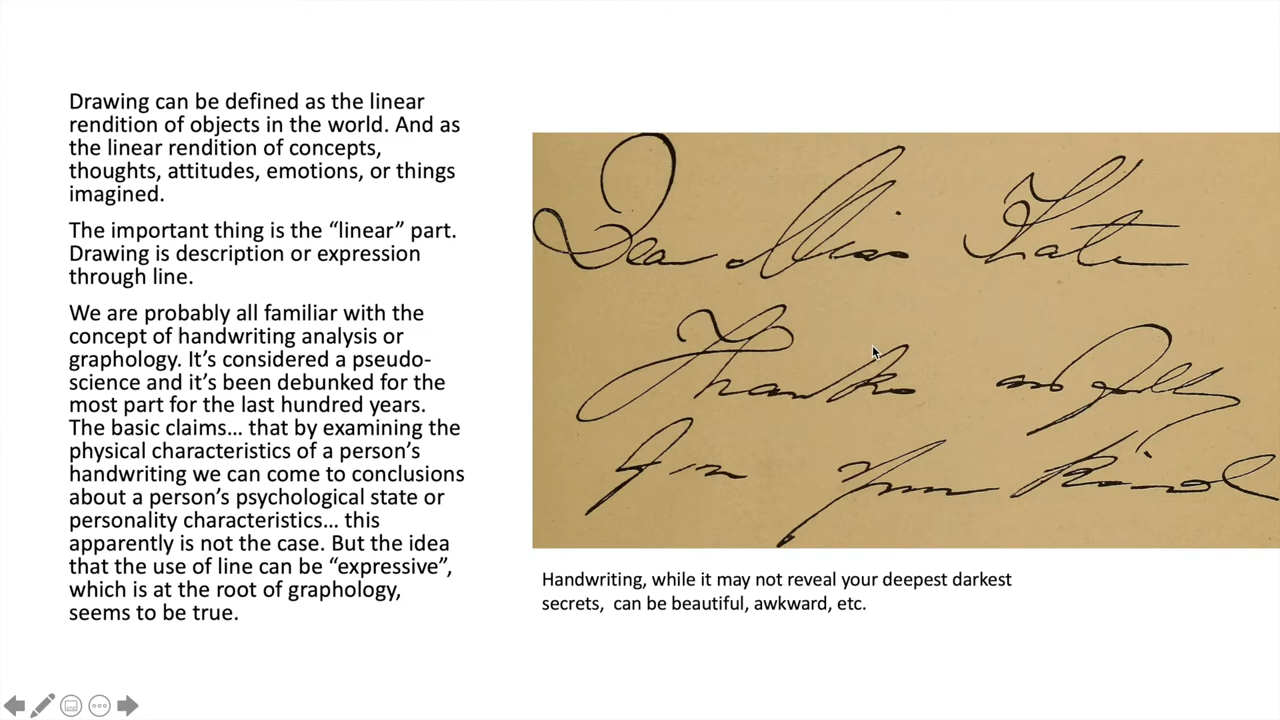 Drawing can be defined as the linear
rendition of objects in the world. And as
the linear rendition of concepts,
thoughts, attitudes, emotions, or things
imagined.
The important thing is the “linear” part.
Drawing is description or expression
through line.
We are probably all familiar with the
concept of handwriting analysis or
graphology. It’s considered a pseudo-
science and it’s been debunked for the
most part for the last hundred years.
The basic claims… that by examining the
physical characteristics of a person’s
handwriting we can come to conclusions
about a person’s psychological state or
personality characteristics… this
apparently is not the case. But the idea
that the use of line can be “expressive”,
which is at the root of graphology,
seems to be true.
Dear Miss Kate
Thanks awfully
for your kind
Handwriting, while it may not reveal your deepest darkest
secrets, can be beautiful, awkward, etc.